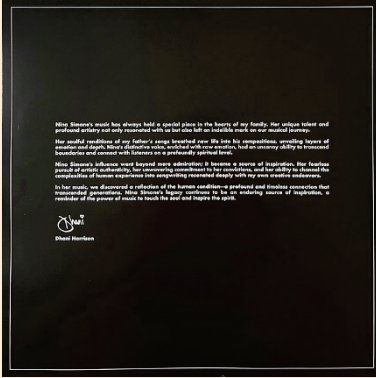 Nina Simone's music has always held a special place in the hearts of my family. Her unique talent and
profound artistry not only resonated with us but also left an indelible mark on our musical journey.
Her soulful renditions of my father's songs breathed new life into his compositions, unveiling layers of
emotion and depth. Nina's distinctive voice, enriched with raw emotion, had an uncanny ability to transcend
boundaries and connect with listeners on a profoundly spiritual level.
Nina Simone's influence went beyond mere admiration; it became a source of inspiration. Her fearless
pursuit of artistic authenticity, her unwavering commitment to her convictions, and her ability to channel the
complexities of human experience into songwriting resonated deeply with my own creative endeavors.
In her music, we discovered a reflection of the human condition—a profound and timeless connection that
transcended generations. Nina Simone's legacy continues to be an enduring source of inspiration, a
reminder of the power of music to touch the soul and inspire the spirit.
Dhani
Dhani Harrison